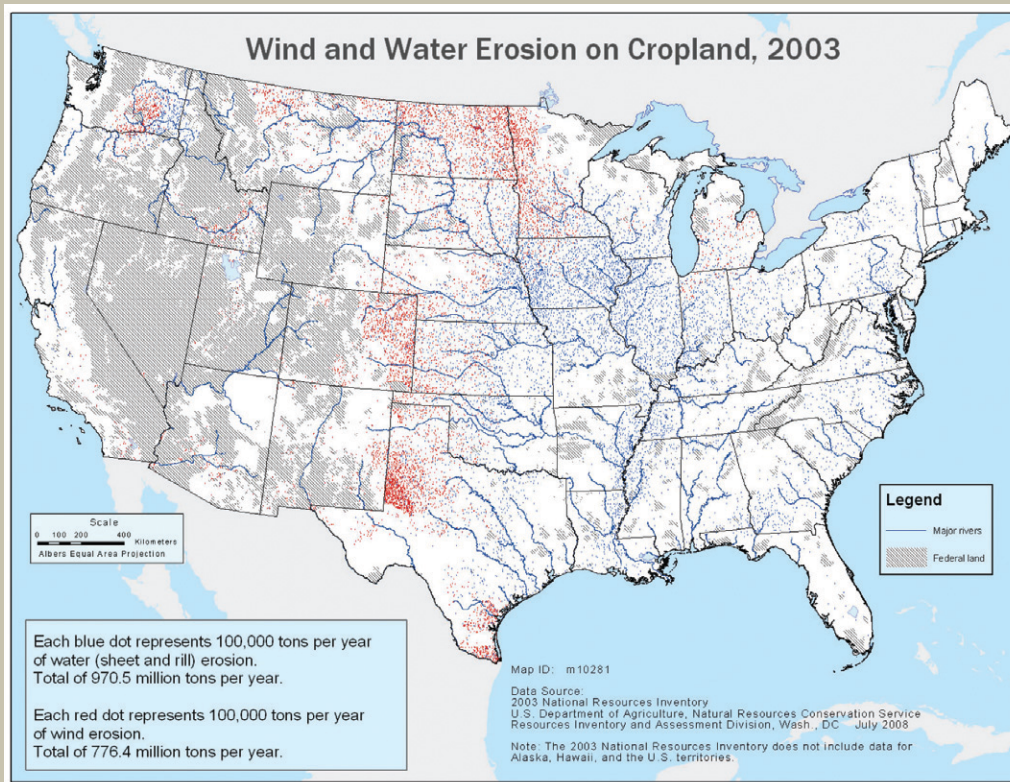 Wind and Water Erosion on Cropland, 2003
Legend
Major rivers
Federal land
Scale
0 100 200 400
Kilometers
Albers Equal Area Projection
Each blue dot represents 100,000 tons per year
of water (sheet and rill) erosion.
Total of 970.5 million tons per year.
Each red dot represents 100,000 tons per year
of wind erosion.
Total of 776.4 million tons per year.
Map ID: m10281
Data Source:
2003 National Resources Inventory
U.S. Department of Agriculture, Natural Resources Conservation Service
Resources Inventory and Assessment Division, Wash., DC July 2008
Note: The 2003 National Resources Inventory does not include data for
Alaska, Hawaii, and the U.S. territories.